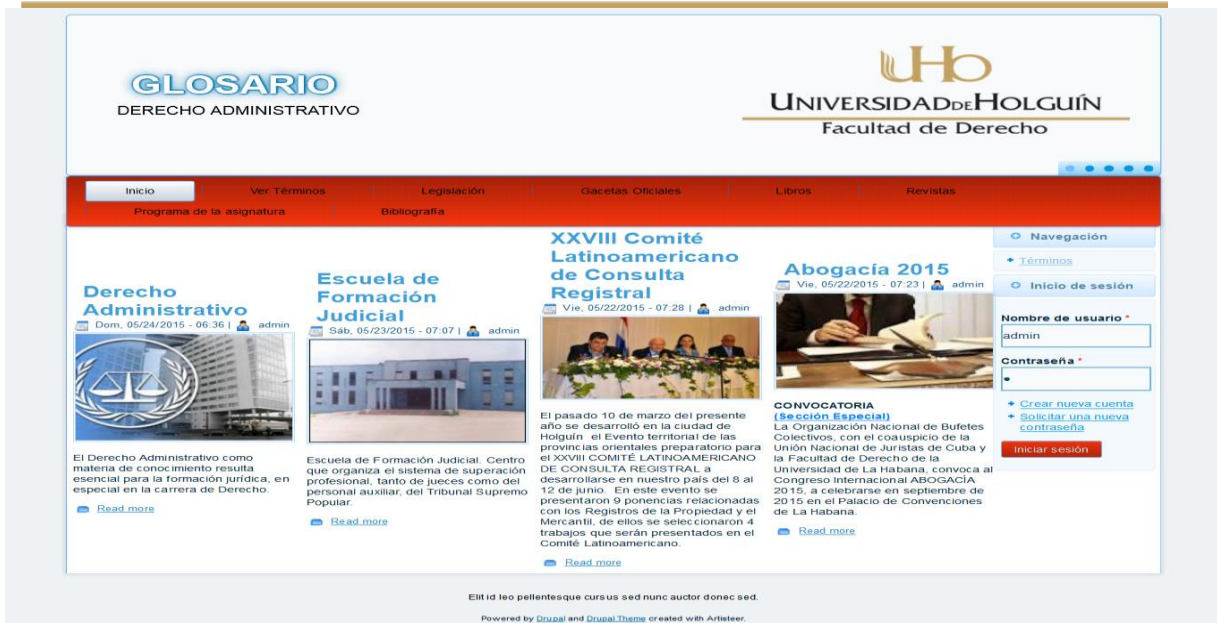 GLOSARIO
DERECHO ADMINISTRATIVO
UHo
UNIVERSIDAD DE HOLGUÍN
Facultad de Derecho
Inicio
Ver Términos
Legislación
Gacetas Oficiales
Libros
Revistas
Programa de la asignatura
Bibliografía
Derecho
Administrativo
Dom, 05/24/2015 - 06:36 | admin
El Derecho Administrativo como
materia de conocimiento resulta
esencial para la formación jurídica, en
especial en la carrera de Derecho.
Read more
Escuela de
Formación
Judicial
Sáb, 05/23/2015 - 07:07 | admin
Escuela de Formación Judicial. Centro
que organiza el sistema de superación
profesional, tanto de jueces como del
personal auxiliar, del Tribunal Supremo
Popular.
Read more
XXVIII Comité
Latinoamericano
de Consulta
Registral
Vie, 05/22/2015 - 07:28 | admin
El pasado 10 de marzo del presente
año se desarrolló en la ciudad de
Holguín el Evento territorial de las
provincias orientales preparatorio para
el XXVIII COMITÉ LATINOAMERICANO
DE CONSULTA REGISTRAL a
desarrollarse en nuestro país del 8 al
12 de junio. En este evento se
presentaron 9 ponencias relacionadas
con los Registros de la Propiedad y el
Mercantil, de ellos se seleccionaron 4
trabajos que serán presentados en el
Comité Latinoamericano.
Read more
Abogacía 2015
Vie, 05/22/2015 - 07:23 | admin
CONVOCATORIA
(Sección Especial)
La Organización Nacional de Bufetes
Colectivos, con el coauspicio de la
Unión Nacional de Juristas de Cuba y
la Facultad de Derecho de la
Universidad de La Habana, convoca al
Congreso Internacional ABOGACÍA
2015, a celebrarse en septiembre de
2015 en el Palacio de Convenciones
de La Habana.
Read more
Navegación
Términos
Inicio de sesión
Nombre de usuario *
admin
Contraseña *
Crear nueva cuenta
Solicitar una nueva
contraseña
Iniciar sesión
Elit id leo pellentesque cursus sed nunc auctor donec sed.
Powered by Drupal and Drupal Theme created with Artisteer.